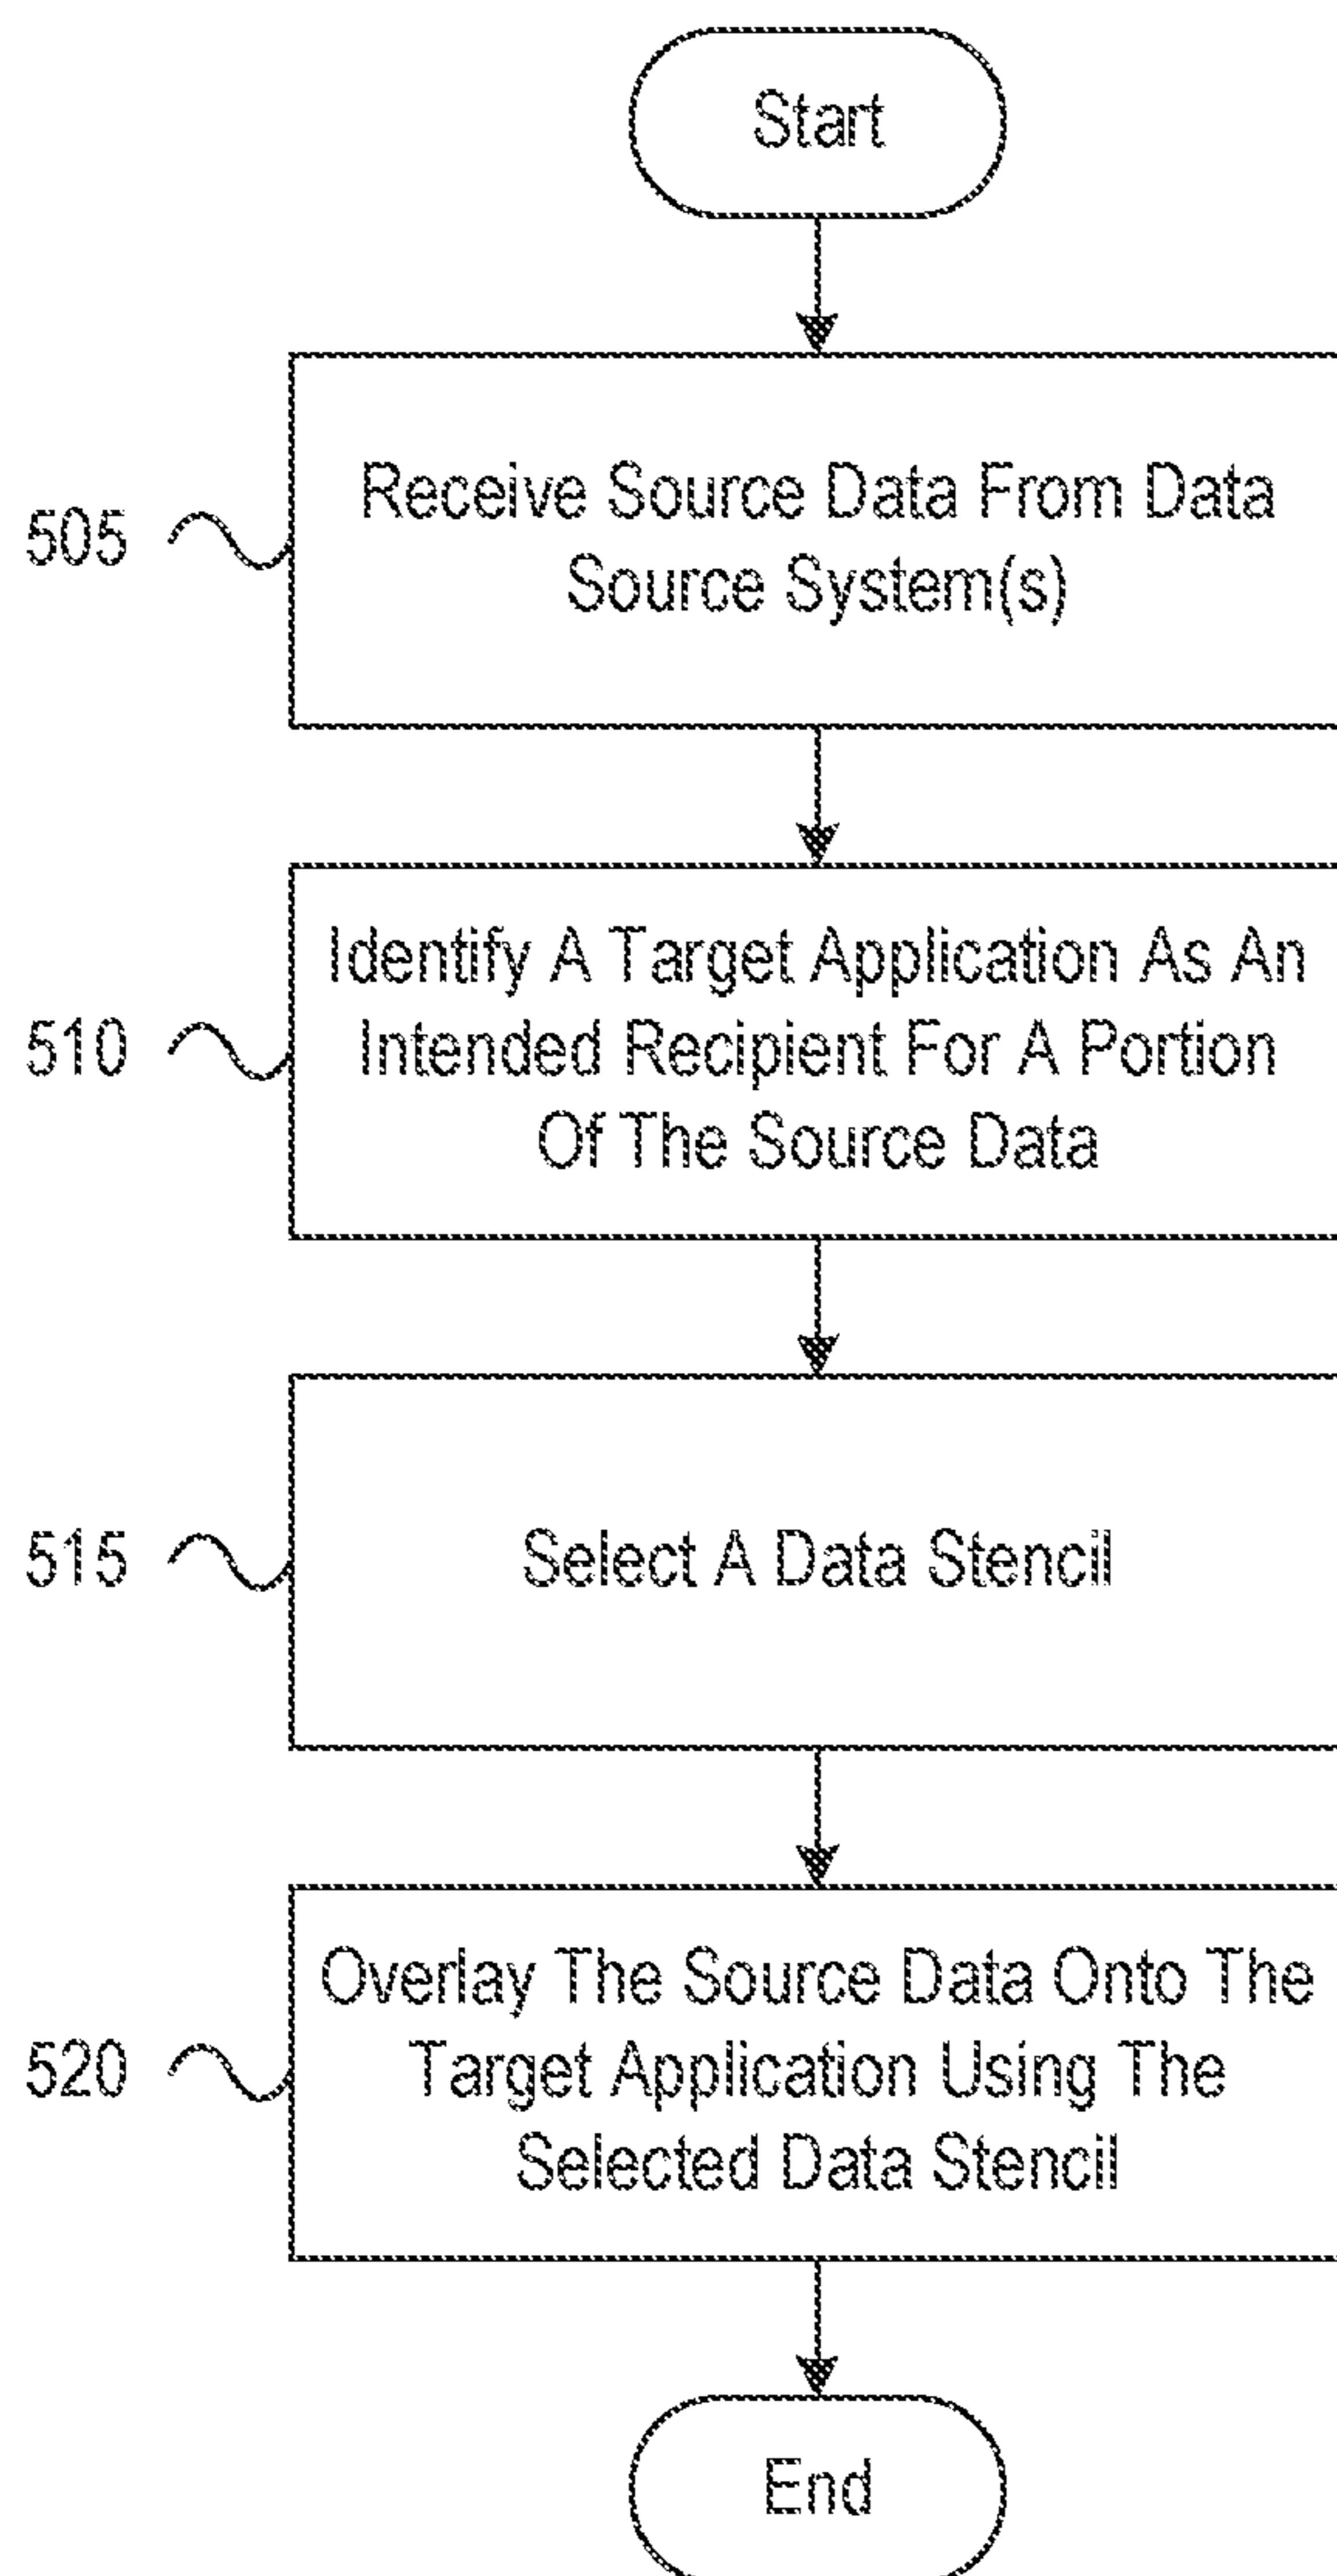 Start
505
Receive Source Data From Data
Source System(s)
510
Identify A Target Application As An
Intended Recipient For A Portion
Of The Source Data
515
Select A Data Stencil
520
Overlay The Source Data Onto The
Target Application Using The
Selected Data Stencil
End